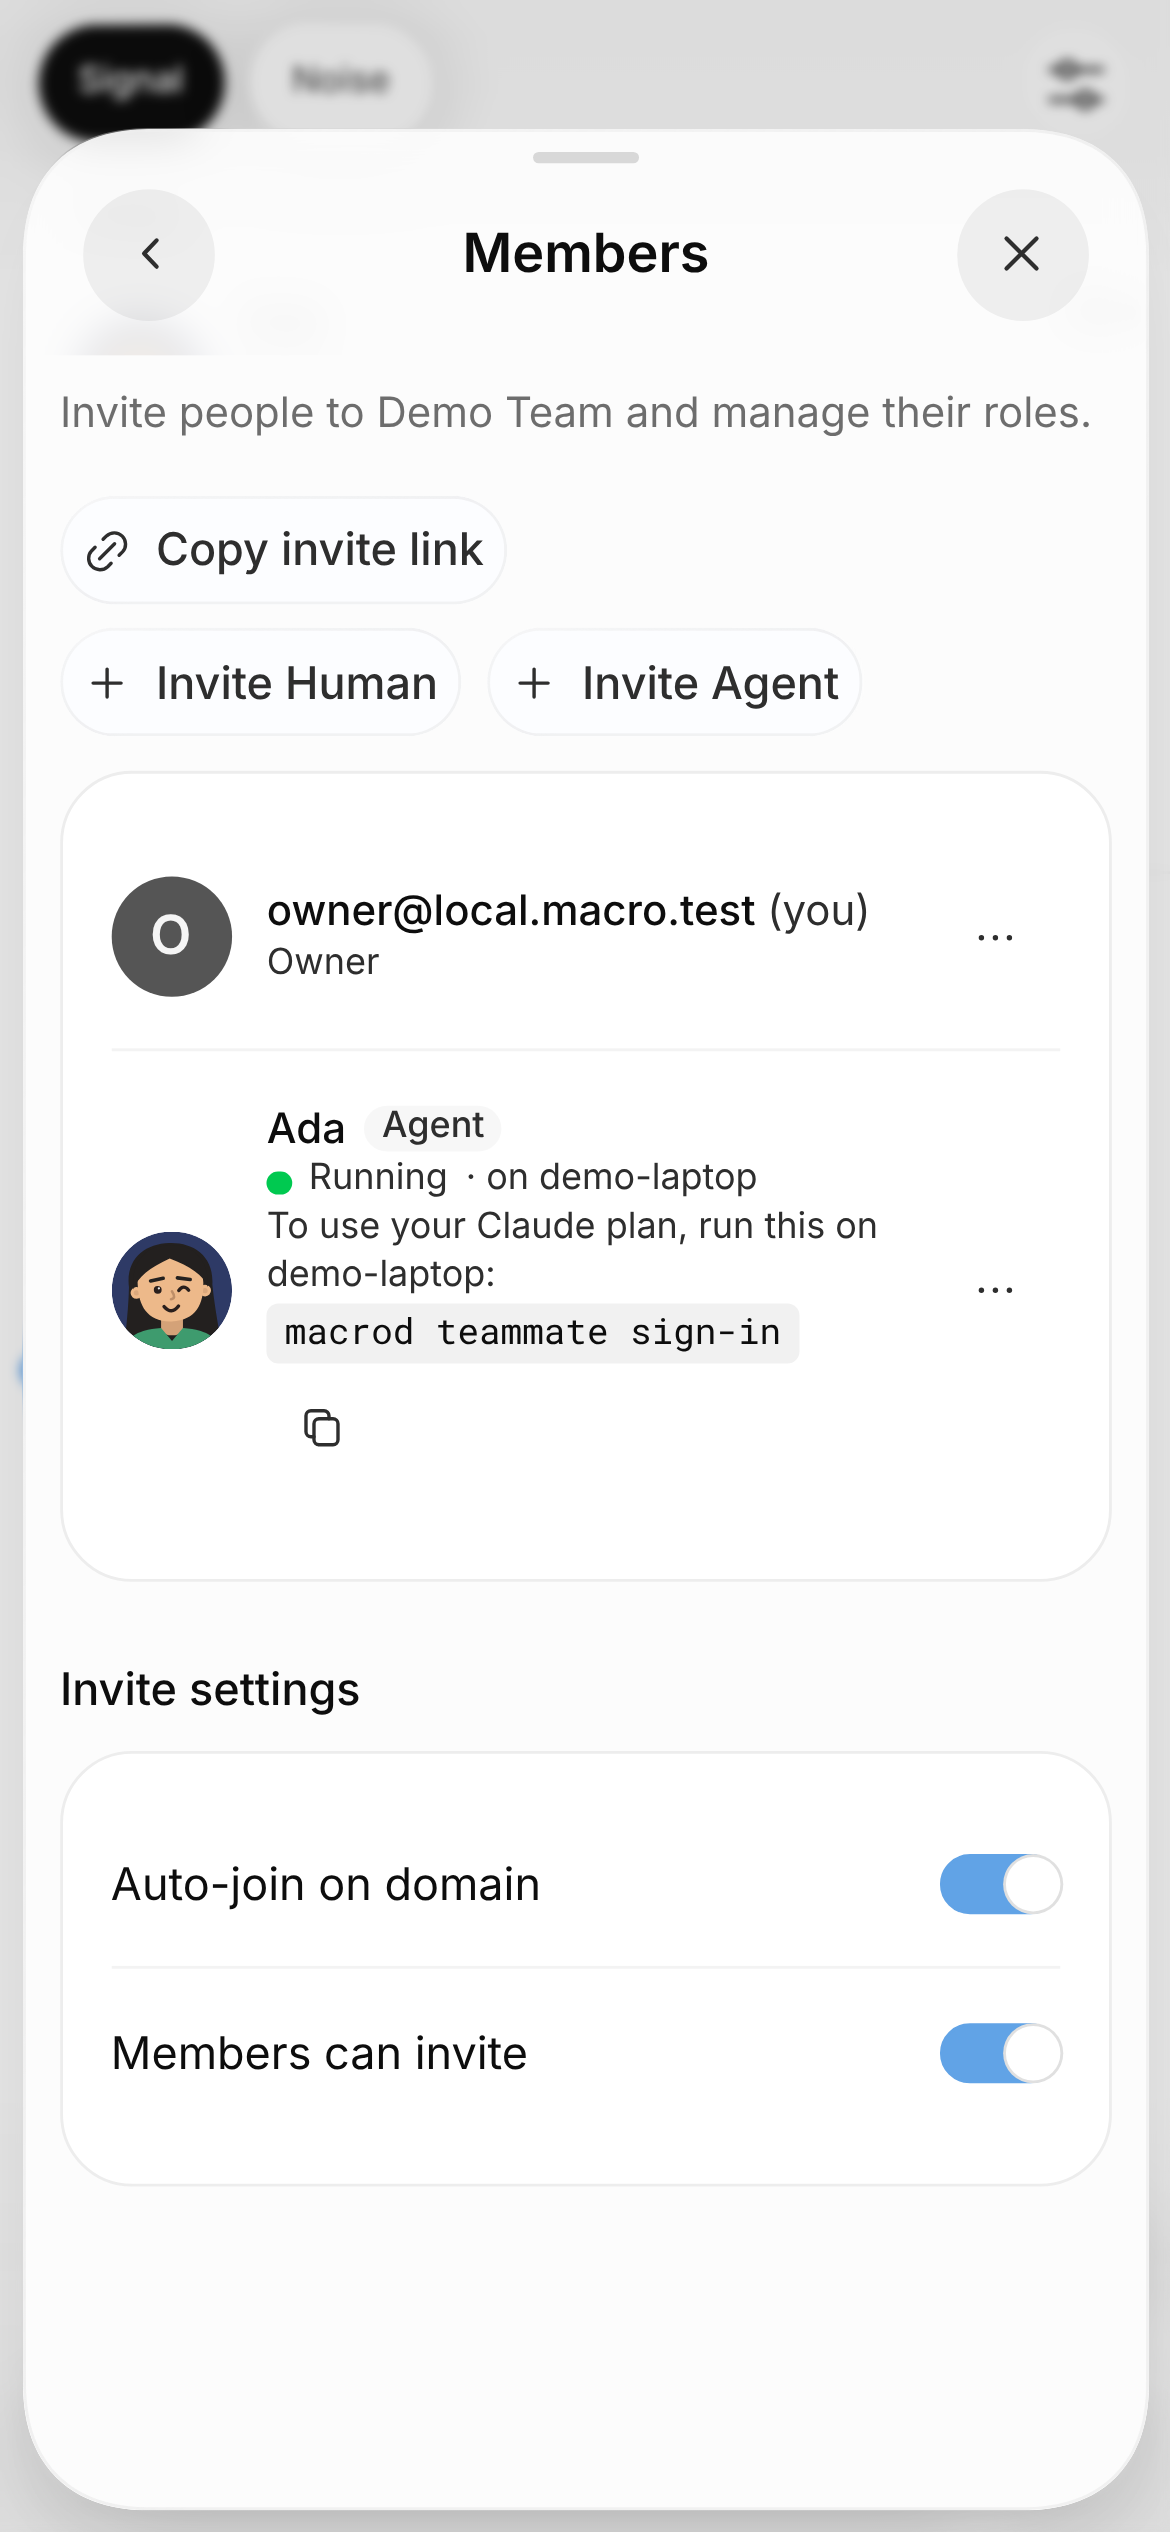 Signal
Noise
Members
Invite people to Demo Team and manage their roles.
Copy invite link
Invite Human
Invite Agent
O
owner@local.macro.test (you)
Owner
Ada Agent
Running · on demo-laptop
To use your Claude plan, run this on
demo-laptop:
macrod teammate sign-in
Invite settings
Auto-join on domain
Members can invite